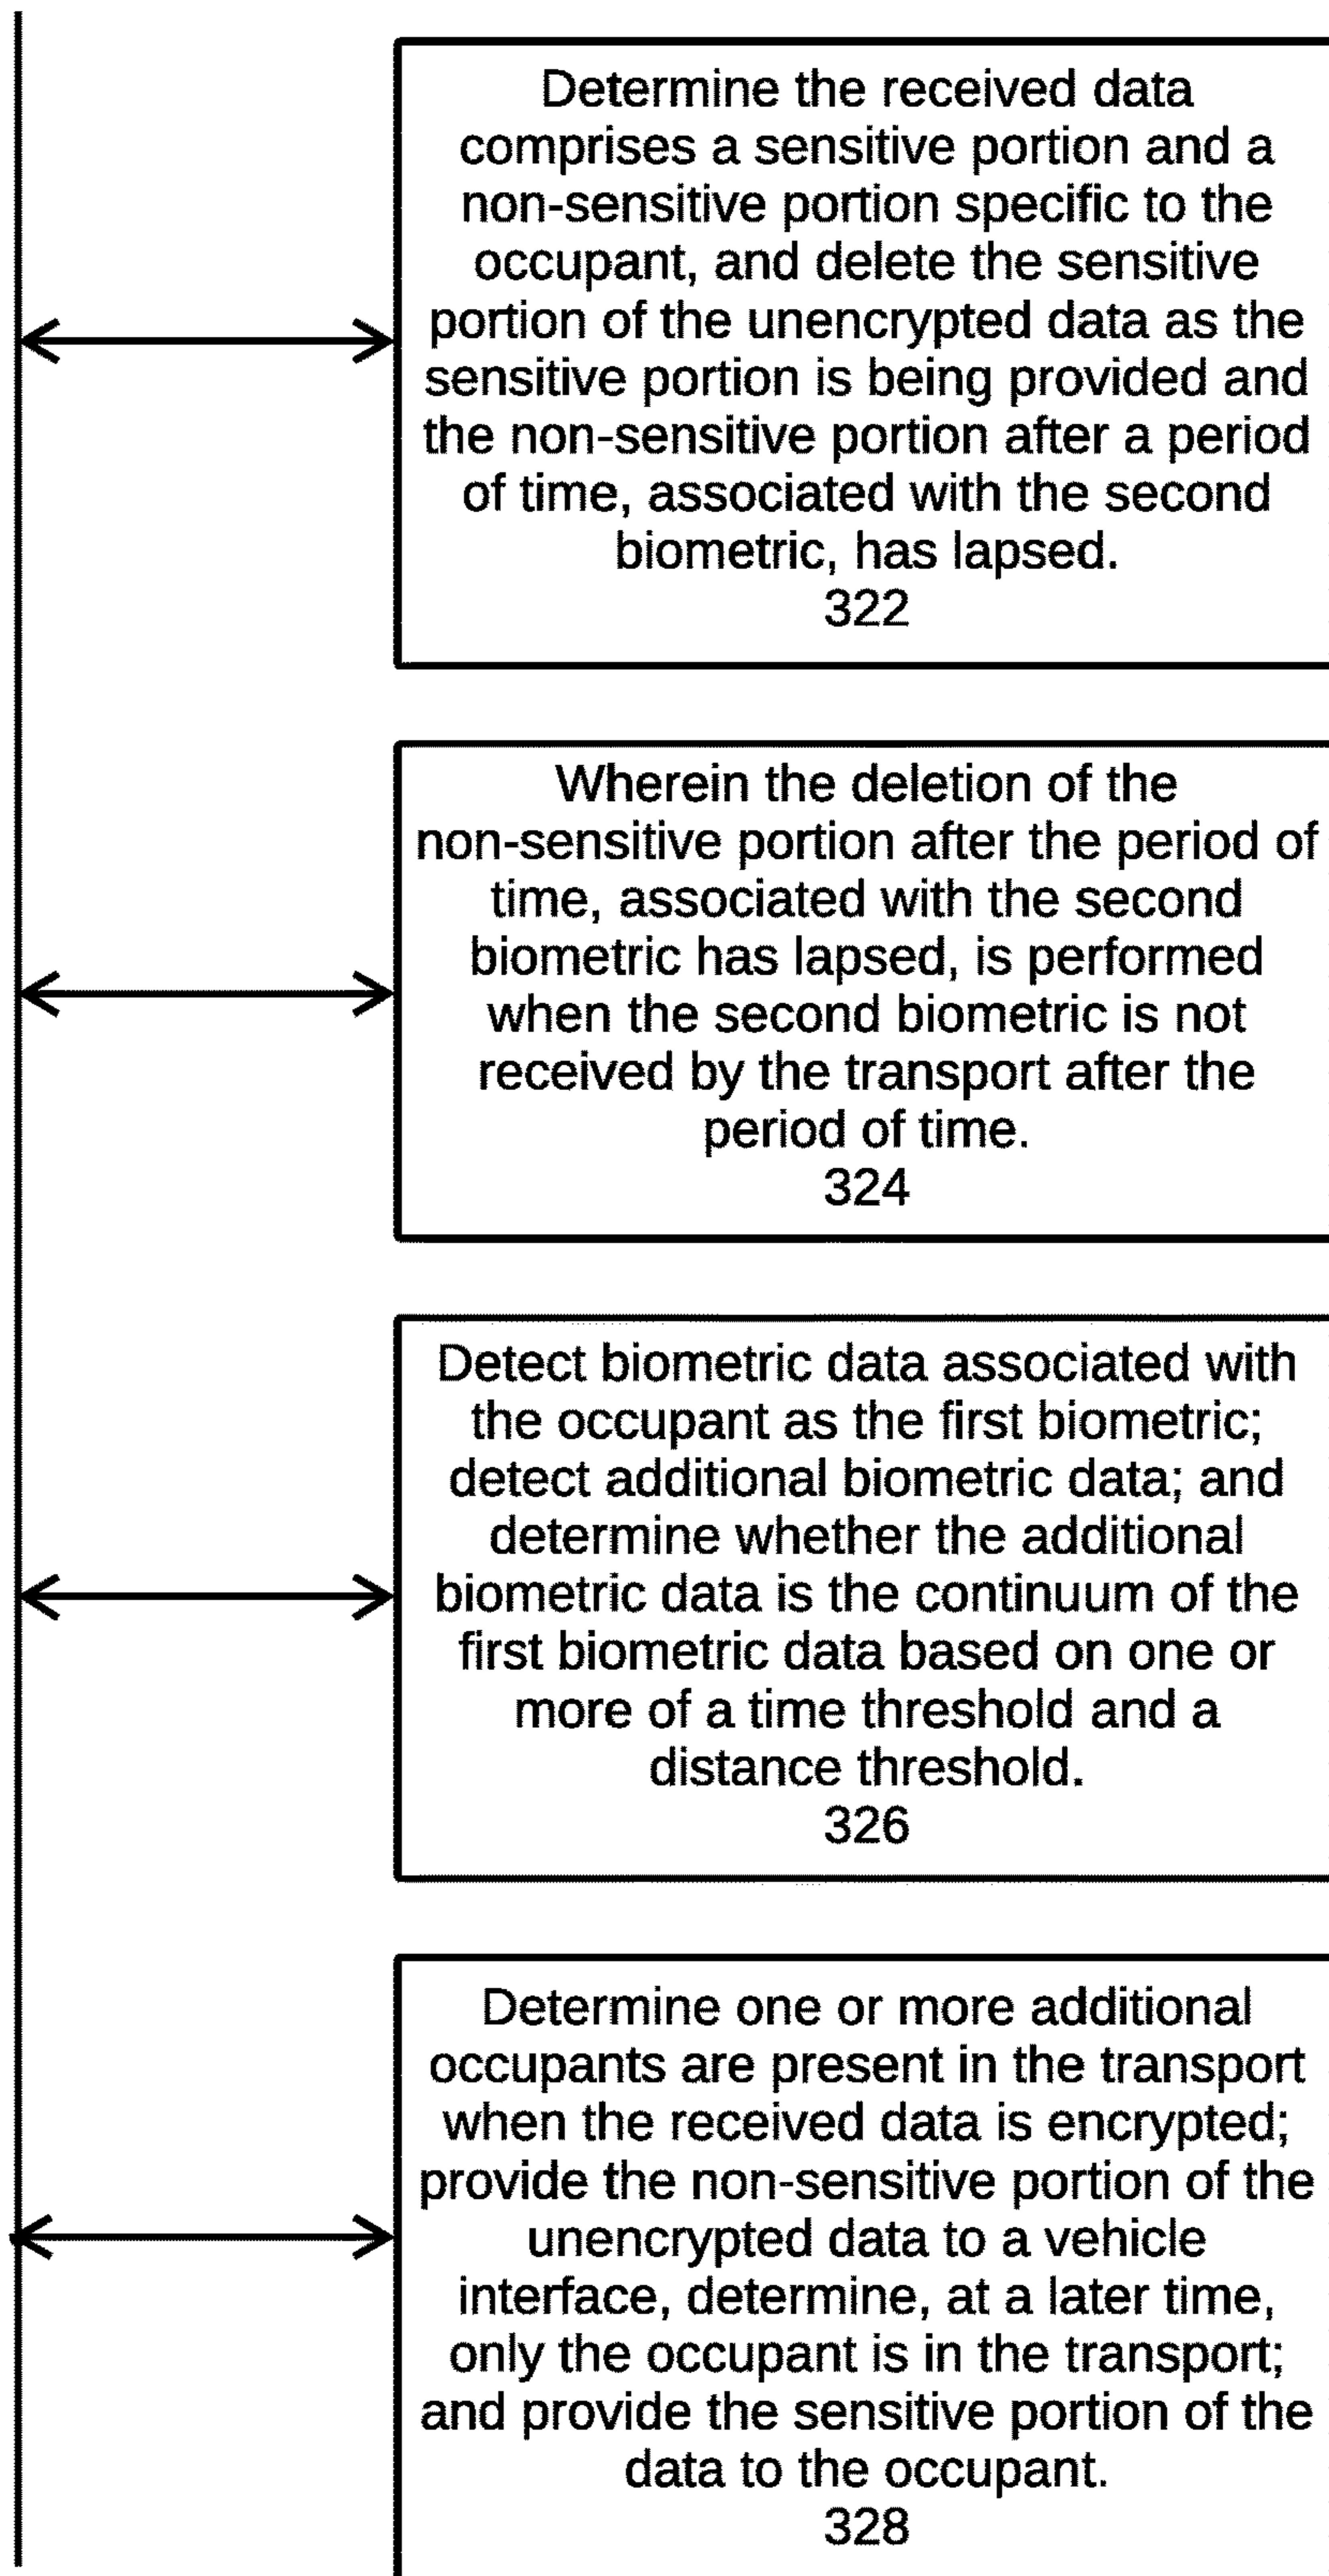 Determine the received data
comprises a sensitive portion and a
non-sensitive portion specific to the
occupant, and delete the sensitive
portion of the unencrypted data as the
sensitive portion is being provided and
the non-sensitive portion after a period
of time, associated with the second
biometric, has lapsed.
322
Wherein the deletion of the
non-sensitive portion after the period of
time, associated with the second
biometric has lapsed, is performed
when the second biometric is not
received by the transport after the
period of time.
324
Detect biometric data associated with
the occupant as the first biometric;
detect additional biometric data; and
determine whether the additional
biometric data is the continuum of the
first biometric data based on one or
more of a time threshold and a
distance threshold.
326
Determine one or more additional
occupants are present in the transport
when the received data is encrypted;
provide the non-sensitive portion of the
unencrypted data to a vehicle
interface, determine, at a later time,
only the occupant is in the transport;
and provide the sensitive portion of the
data to the occupant.
328